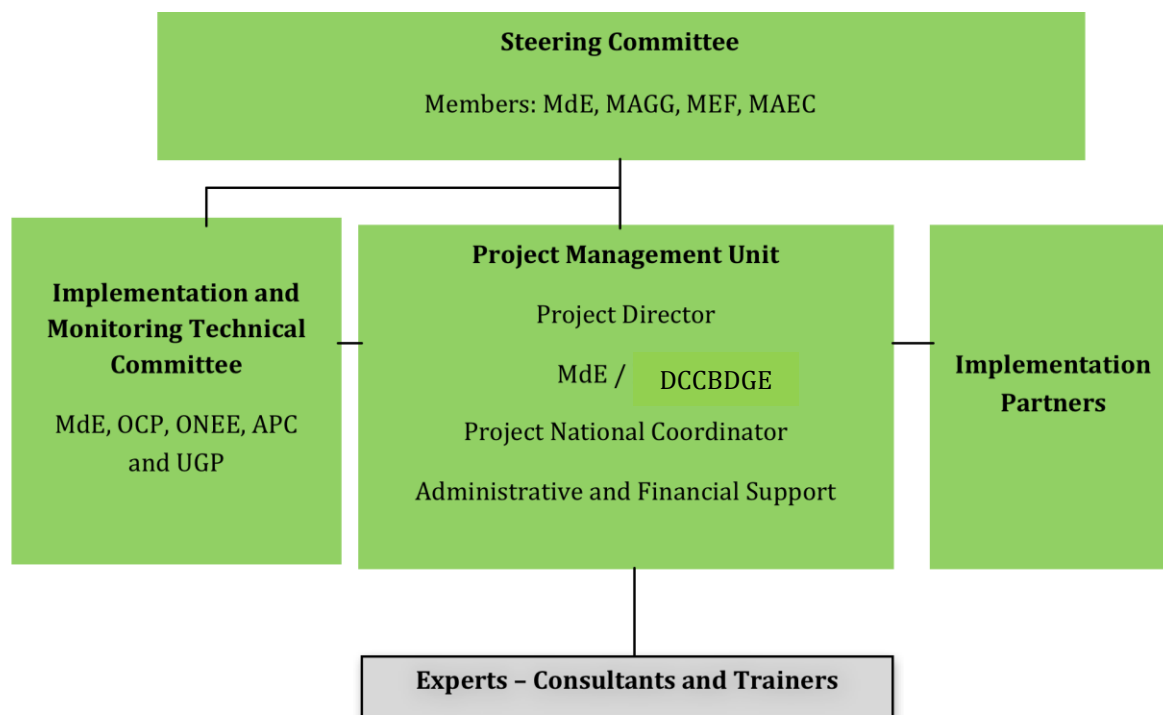 Steering Committee
Members: MdE, MAGG, MEF, MAEC
Implementation and
Monitoring Technical
Committee
MdE, OCP, ONEE, APC
and UGP
Project Management Unit
Project Director
MdE / DCCBDGE
Project National Coordinator
Administrative and Financial Support
Implementation
Partners
Experts – Consultants and Trainers